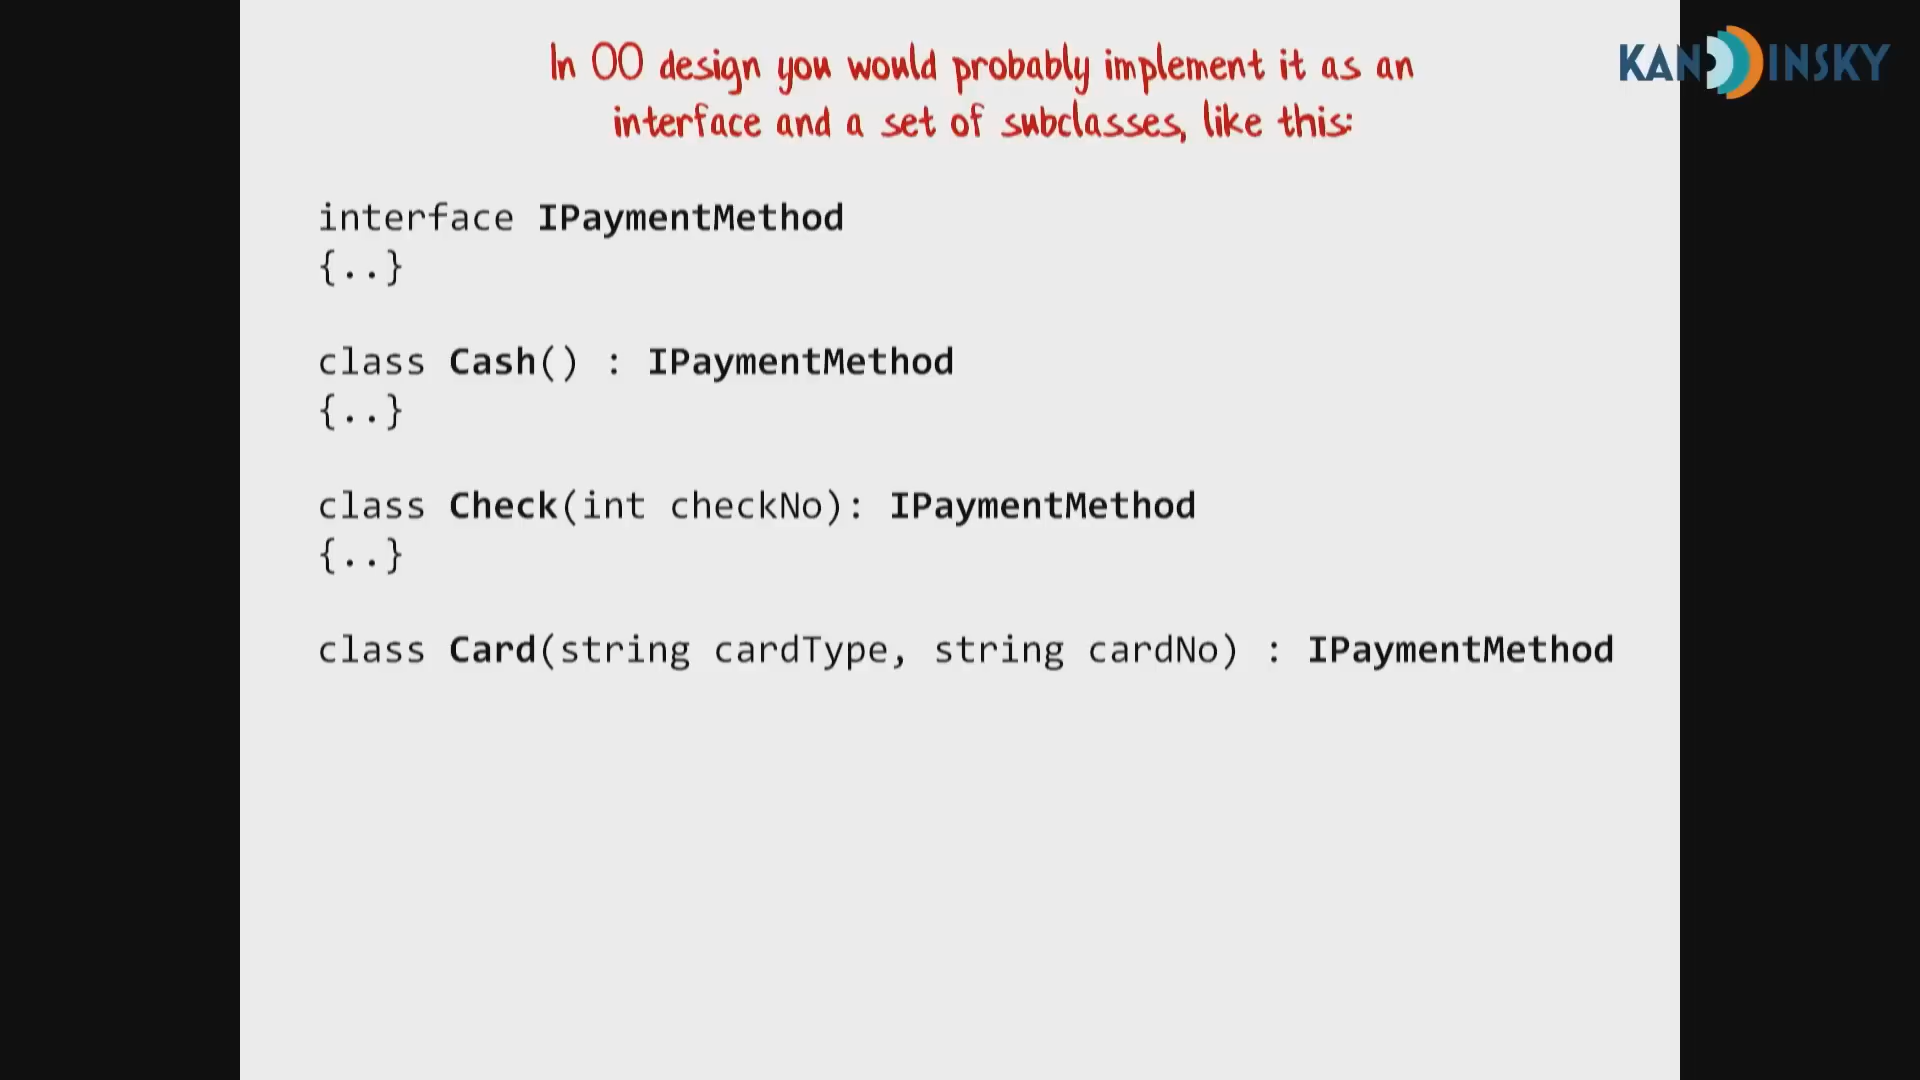 In OO design you would probably implement it as an
interface and a set of subclasses, like this:
KANDINSKY
interface IPaymentMethod
{..}
class Cash() : IPaymentMethod
{..}
class Check(int checkNo): IPaymentMethod
{..}
class Card(string cardType, string cardNo) : IPaymentMethod